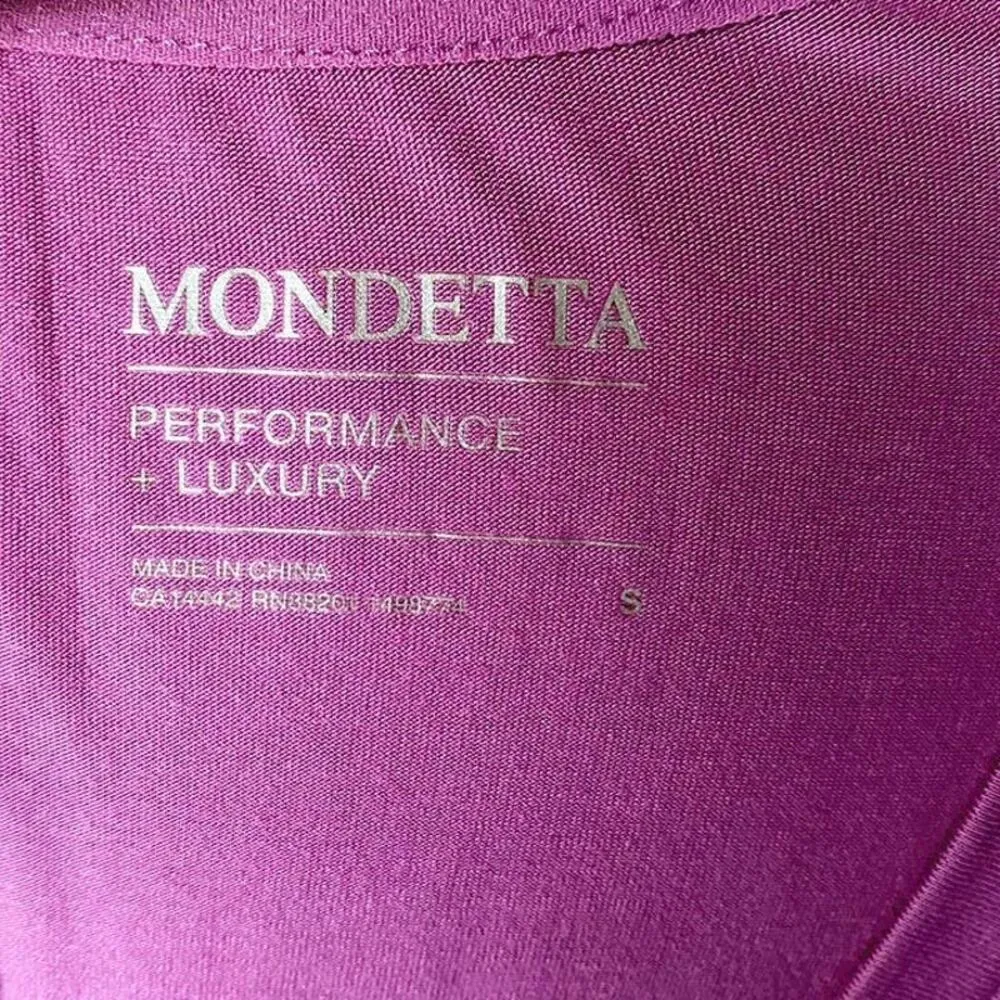 MONDETTA
PERFORMANCE
+ LUXURY
MADE IN CHINA
CA14442 S